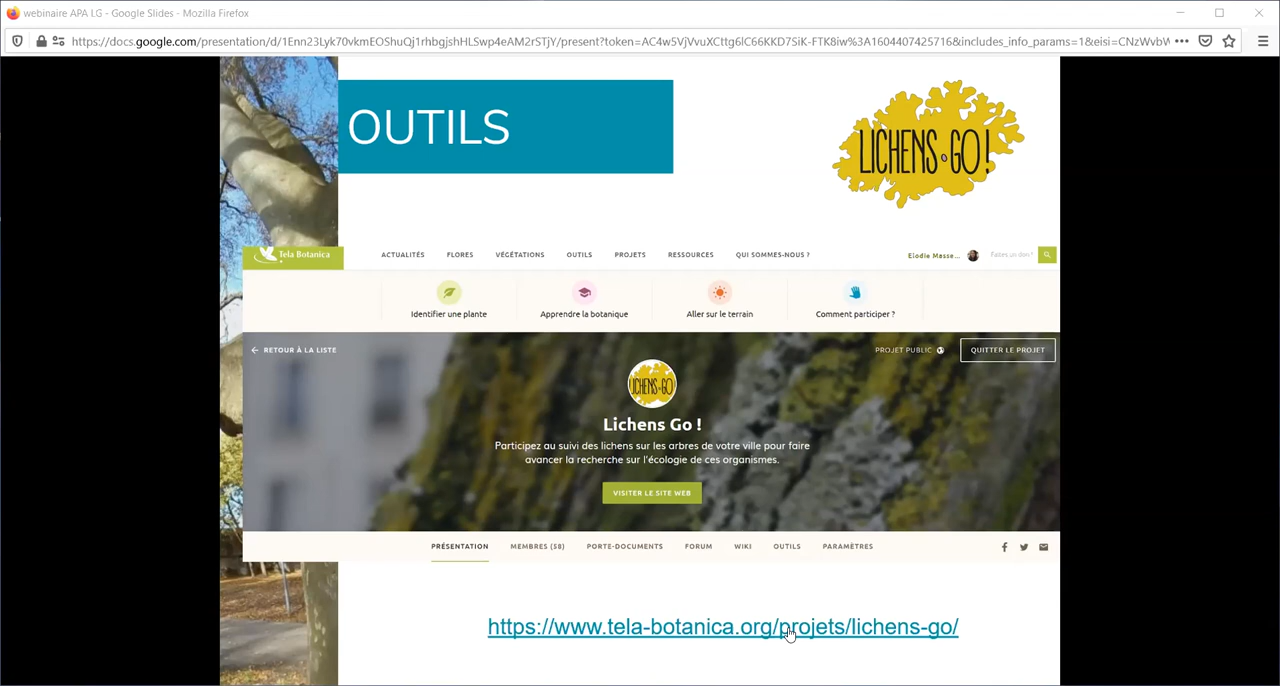 webinaire APA LG - Google Slides - Mozilla Firefox
https://docs.google.com/presentation/d/1Enn23Lyk70vkmEOShuQj1rhbgjshHLSwp4eAM2rSTjY/present?token=AC4w5VjVvuXCttg6lC66KKD7SiK-FTK8iw%3A1604407425716&includes_info_params=1&eisi=CNzWvbW
OUTILS
LICHENS GO!
Tela Botanica
ACTUALITÉS FLORES VÉGÉTATIONS OUTILS PROJETS RESSOURCES QUI SOMMES-NOUS ?
Elodie Masse... Faites un don !
Identifier une plante Apprendre la botanique Aller sur le terrain Comment participer ?
RETOUR À LA LISTE
PROJET PUBLIC QUITTER LE PROJET
LICHENS GO
Lichens Go !
Participez au suivi des lichens sur les arbres de votre ville pour faire
avancer la recherche sur l'écologie de ces organismes.
VISITER LE SITE WEB
PRÉSENTATION MEMBRES (58) PORTE-DOCUMENTS FORUM WIKI OUTILS PARAMÈTRES
https://www.tela-botanica.org/projets/lichens-go/